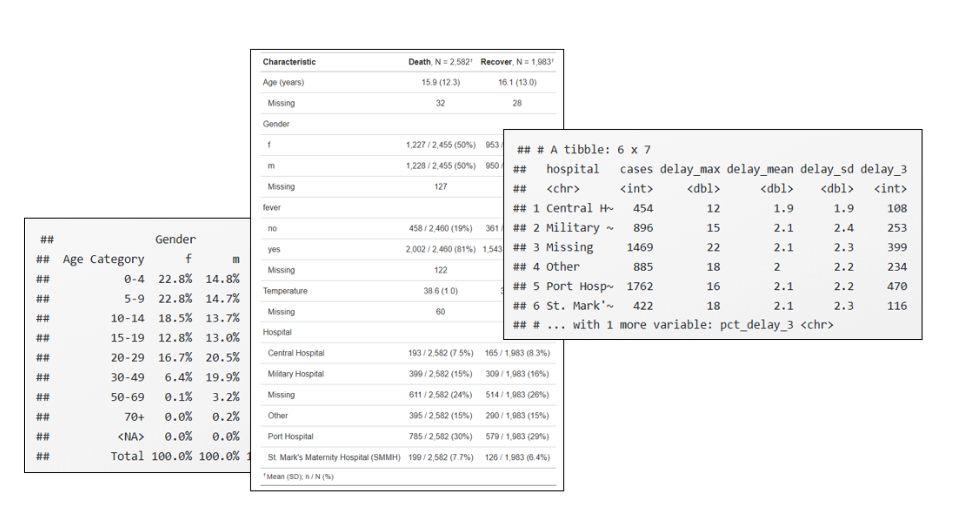 Characteristic Death, N = 2,582¹ Recover, N = 1,983¹
Age (years) 15.9 (12.3) 16.1 (13.0)
Missing 32 28
Gender
f 1,227 / 2,455 (50%) 953 /
m 1,228 / 2,455 (50%) 950 /
Missing 127
fever
no 458 / 2,460 (19%) 361 /
yes 2,002 / 2,460 (81%) 1,543
Missing 122
Temperature 38.6 (1.0) 3
Missing 60
Hospital
Central Hospital 193 / 2,582 (7.5%) 165 / 1,983 (8.3%)
Military Hospital 399 / 2,582 (15%) 309 / 1,983 (16%)
Missing 611 / 2,582 (24%) 514 / 1,983 (26%)
Other 395 / 2,582 (15%) 290 / 1,983 (15%)
Port Hospital 785 / 2,582 (30%) 579 / 1,983 (29%)
St. Mark's Maternity Hospital (SMMH) 199 / 2,582 (7.7%) 126 / 1,983 (6.4%)
¹ Mean (SD); n / N (%)
## # A tibble: 6 x 7
## hospital cases delay_max delay_mean delay_sd delay_3
## <chr> <int> <dbl> <dbl> <dbl> <int>
## 1 Central H~ 454 12 1.9 1.9 108
## 2 Military ~ 896 15 2.1 2.4 253
## 3 Missing 1469 22 2.1 2.3 399
## 4 Other 885 18 2 2.2 234
## 5 Port Hosp~ 1762 16 2.1 2.2 470
## 6 St. Mark'~ 422 18 2.1 2.3 116
## # ... with 1 more variable: pct_delay_3 <chr>
## Gender
## Age Category f m
## 0-4 22.8% 14.8%
## 5-9 22.8% 14.7%
## 10-14 18.5% 13.7%
## 15-19 12.8% 13.0%
## 20-29 16.7% 20.5%
## 30-49 6.4% 19.9%
## 50-69 0.1% 3.2%
## 70+ 0.0% 0.2%
## <NA> 0.0% 0.0%
## Total 100.0% 100.0% 1